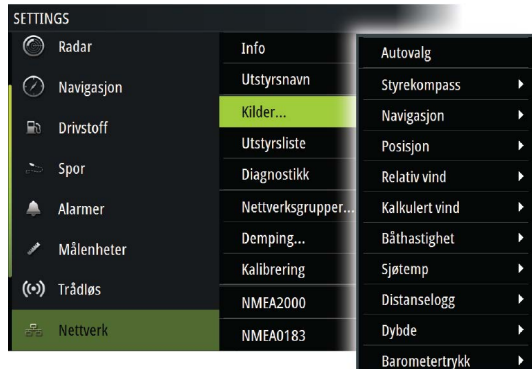 SETTINGS
Radar
Navigasjon
Drivstoff
Spor
Alarmer
Målenheter
Trådløs
Nettverk
Info
Utstyrsnavn
Kilder...
Utstyrsliste
Diagnostikk
Nettverksgrupper...
Demping...
Kalibrering
NMEA2000
NMEA0183
Autovalg
Styrekompass
Navigasjon
Posisjon
Relativ vind
Kalkulert vind
Båthastighet
Sjøtemp
Distanselogg
Dybde
Barometertrykk